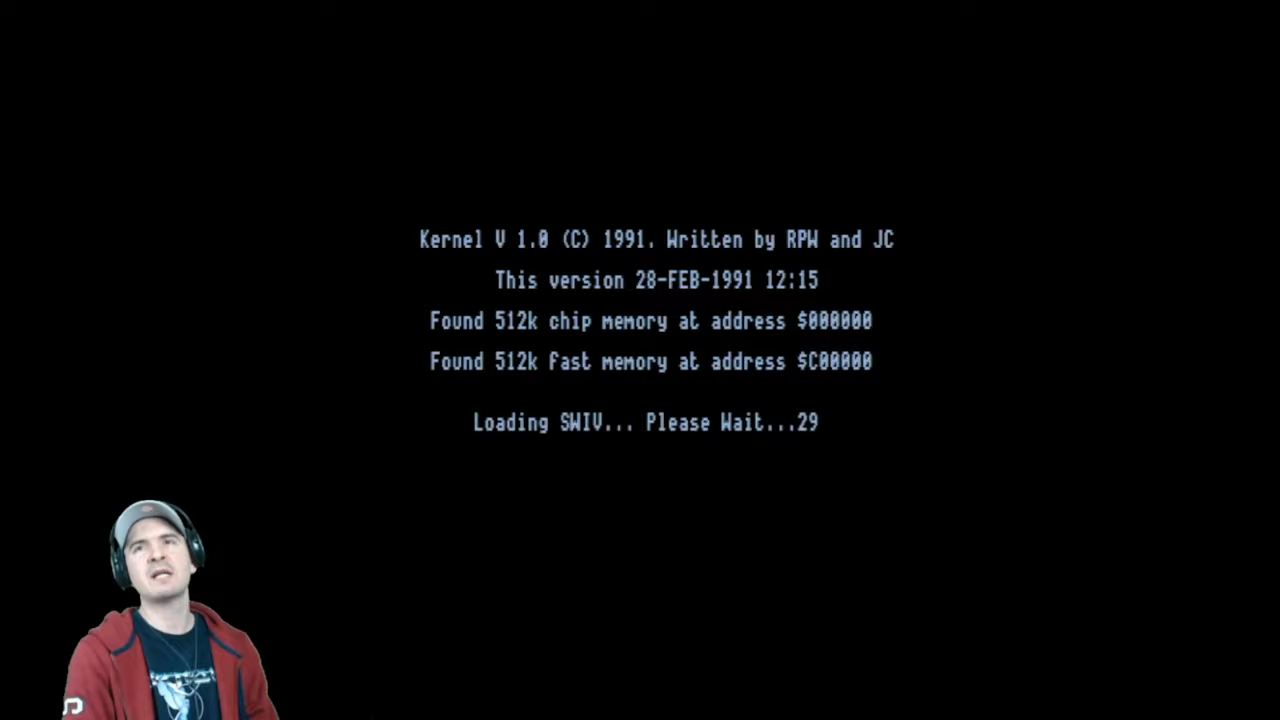 Kernel V 1.0 (C) 1991. Written by RPW and JC
This version 28-FEB-1991 12:15
Found 512k chip memory at address $000000
Found 512k fast memory at address $C00000
Loading SWIV... Please Wait...29